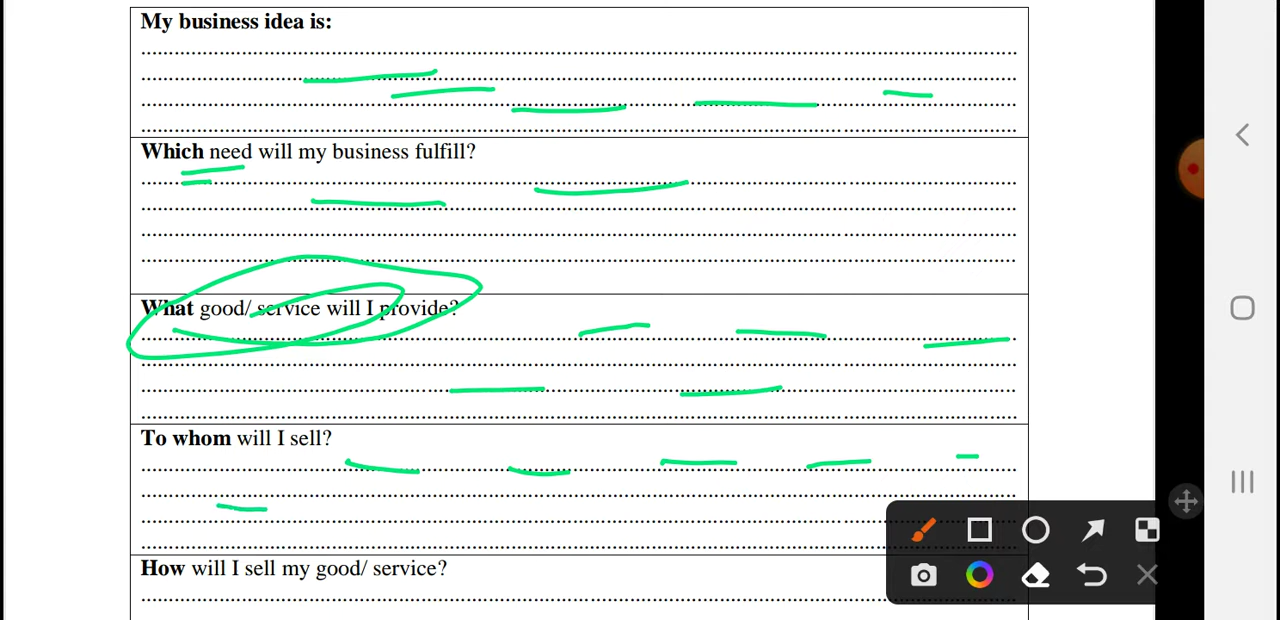 My business idea is:
Which need will my business fulfill?
What good/ service will I provide?
To whom will I sell?
How will I sell my good/ service?